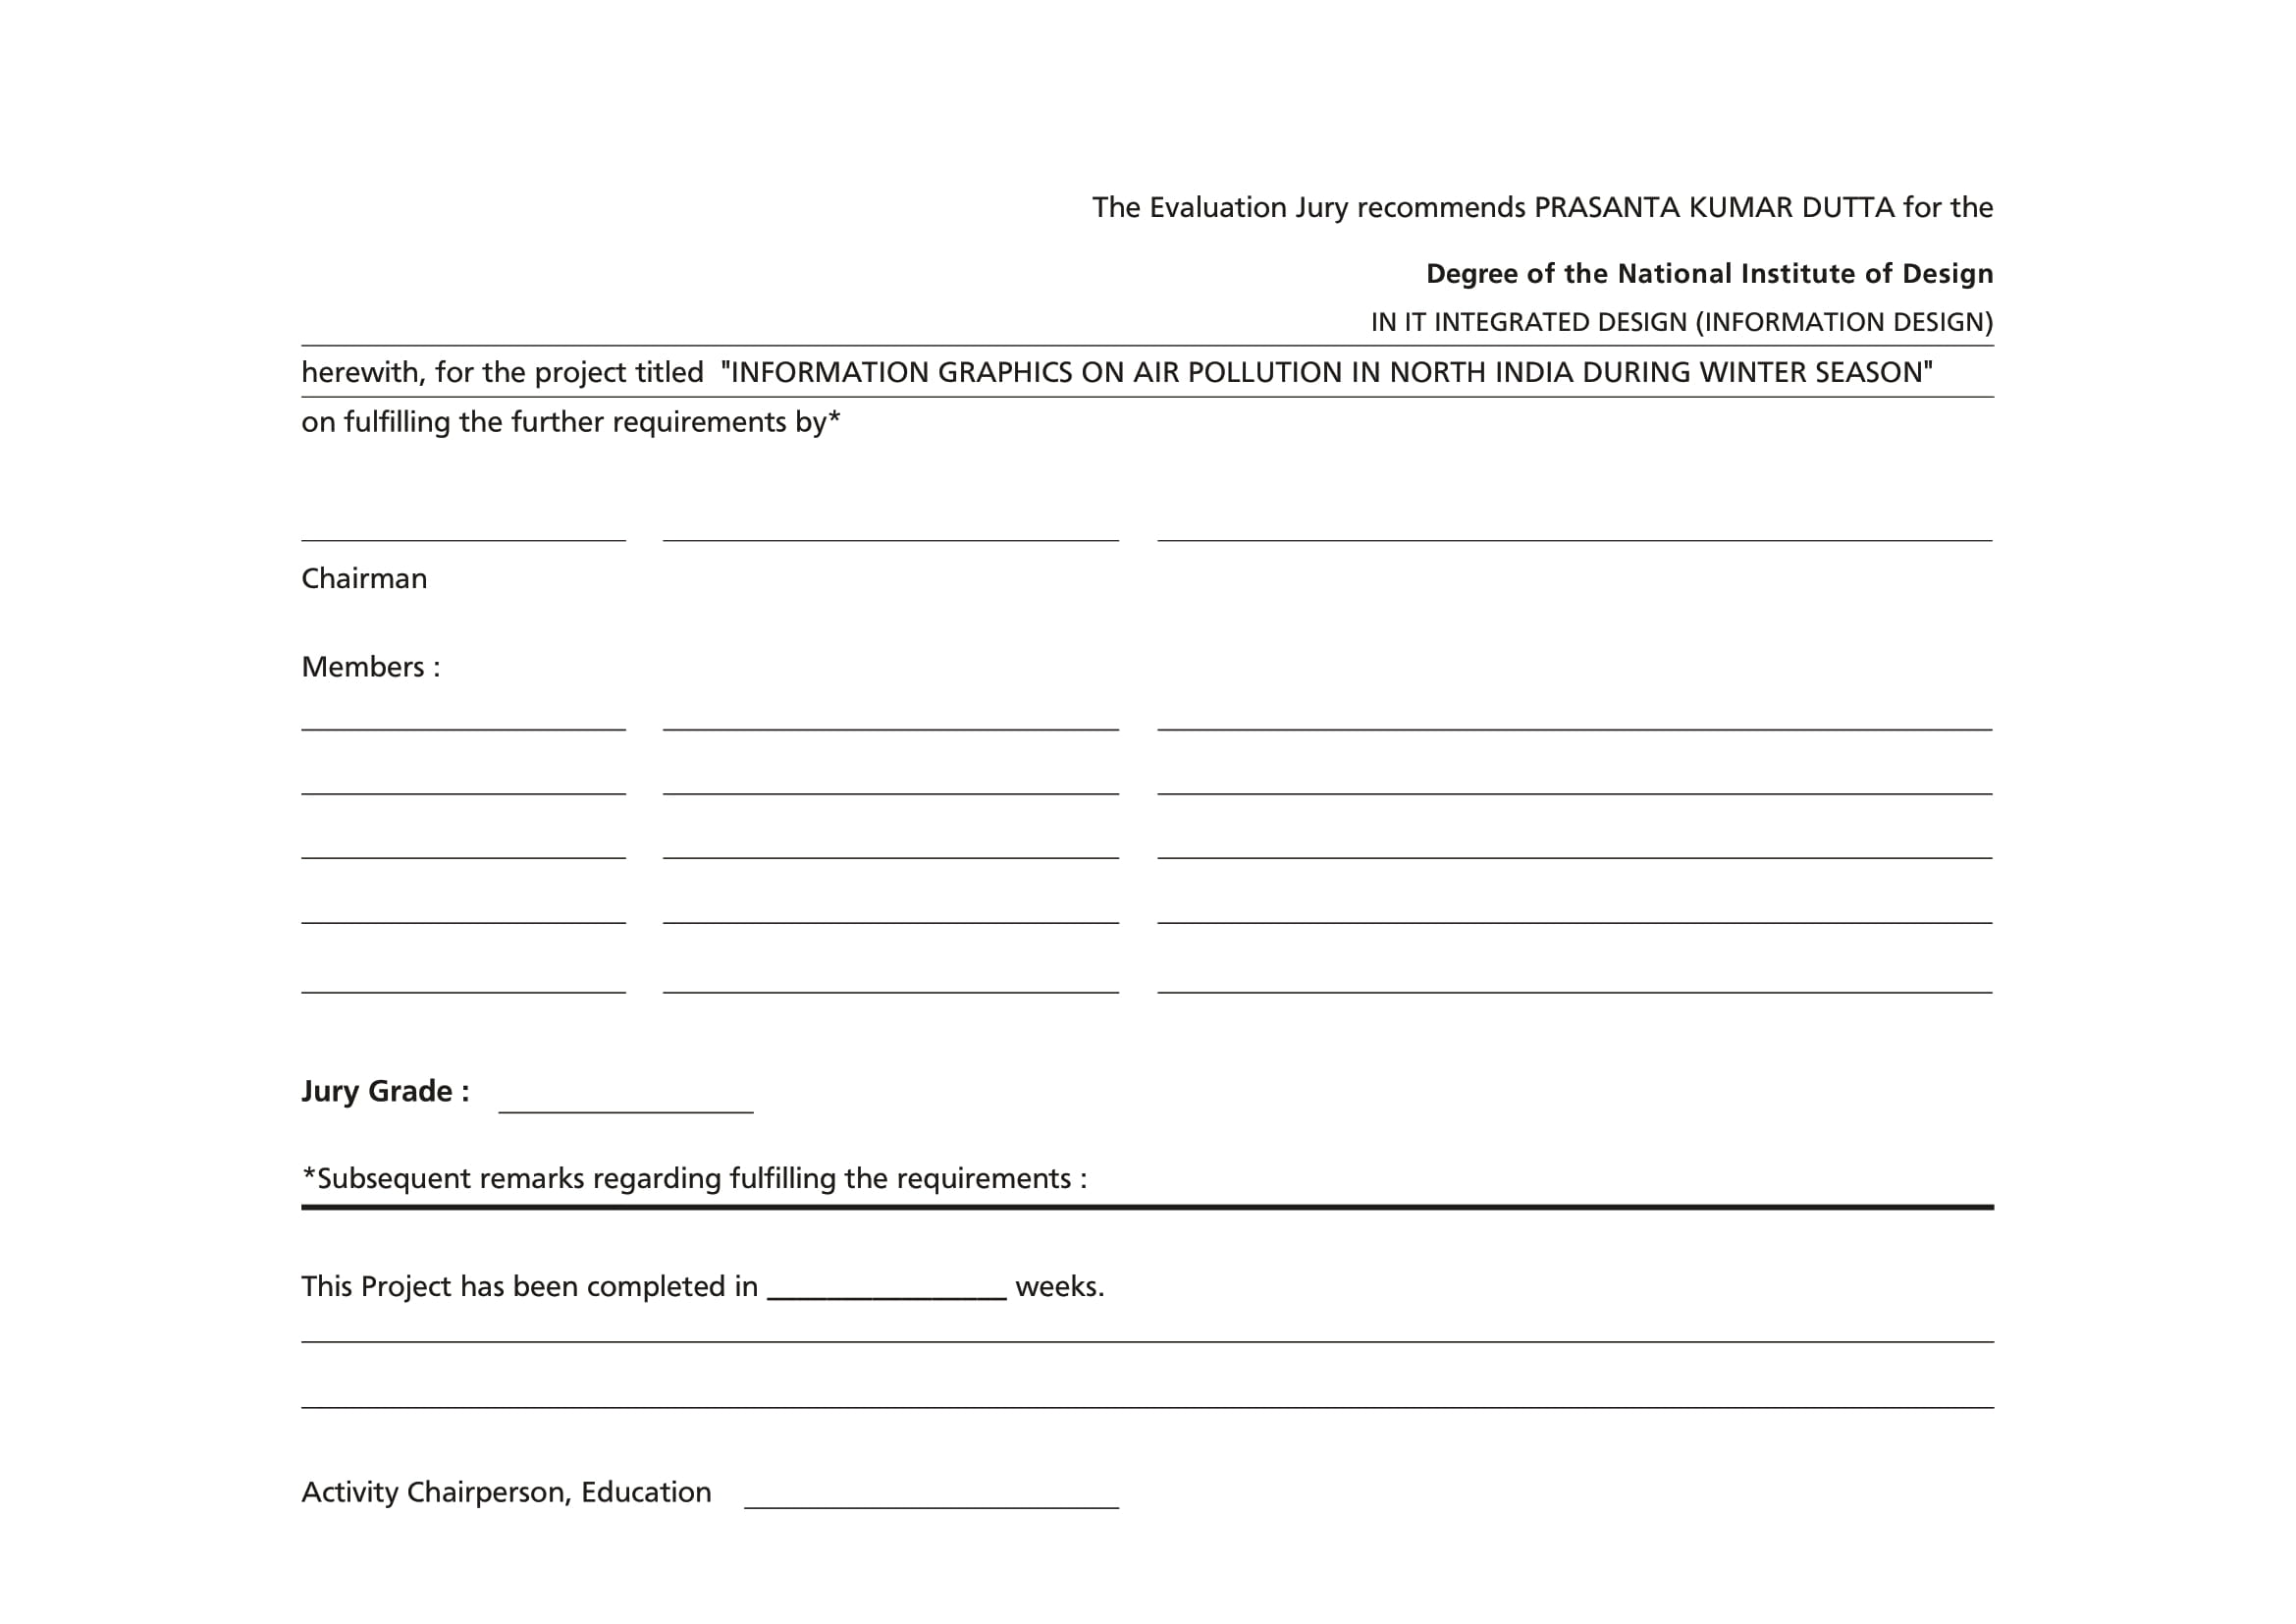 The Evaluation Jury recommends PRASANTA KUMAR DUTTA for the
Degree of the National Institute of Design
IN IT INTEGRATED DESIGN (INFORMATION DESIGN)
herewith, for the project titled "INFORMATION GRAPHICS ON AIR POLLUTION IN NORTH INDIA DURING WINTER SEASON"
on fulfilling the further requirements by*
Chairman
Members :
Jury Grade :
*Subsequent remarks regarding fulfilling the requirements :
This Project has been completed in ________________ weeks.
Activity Chairperson, Education